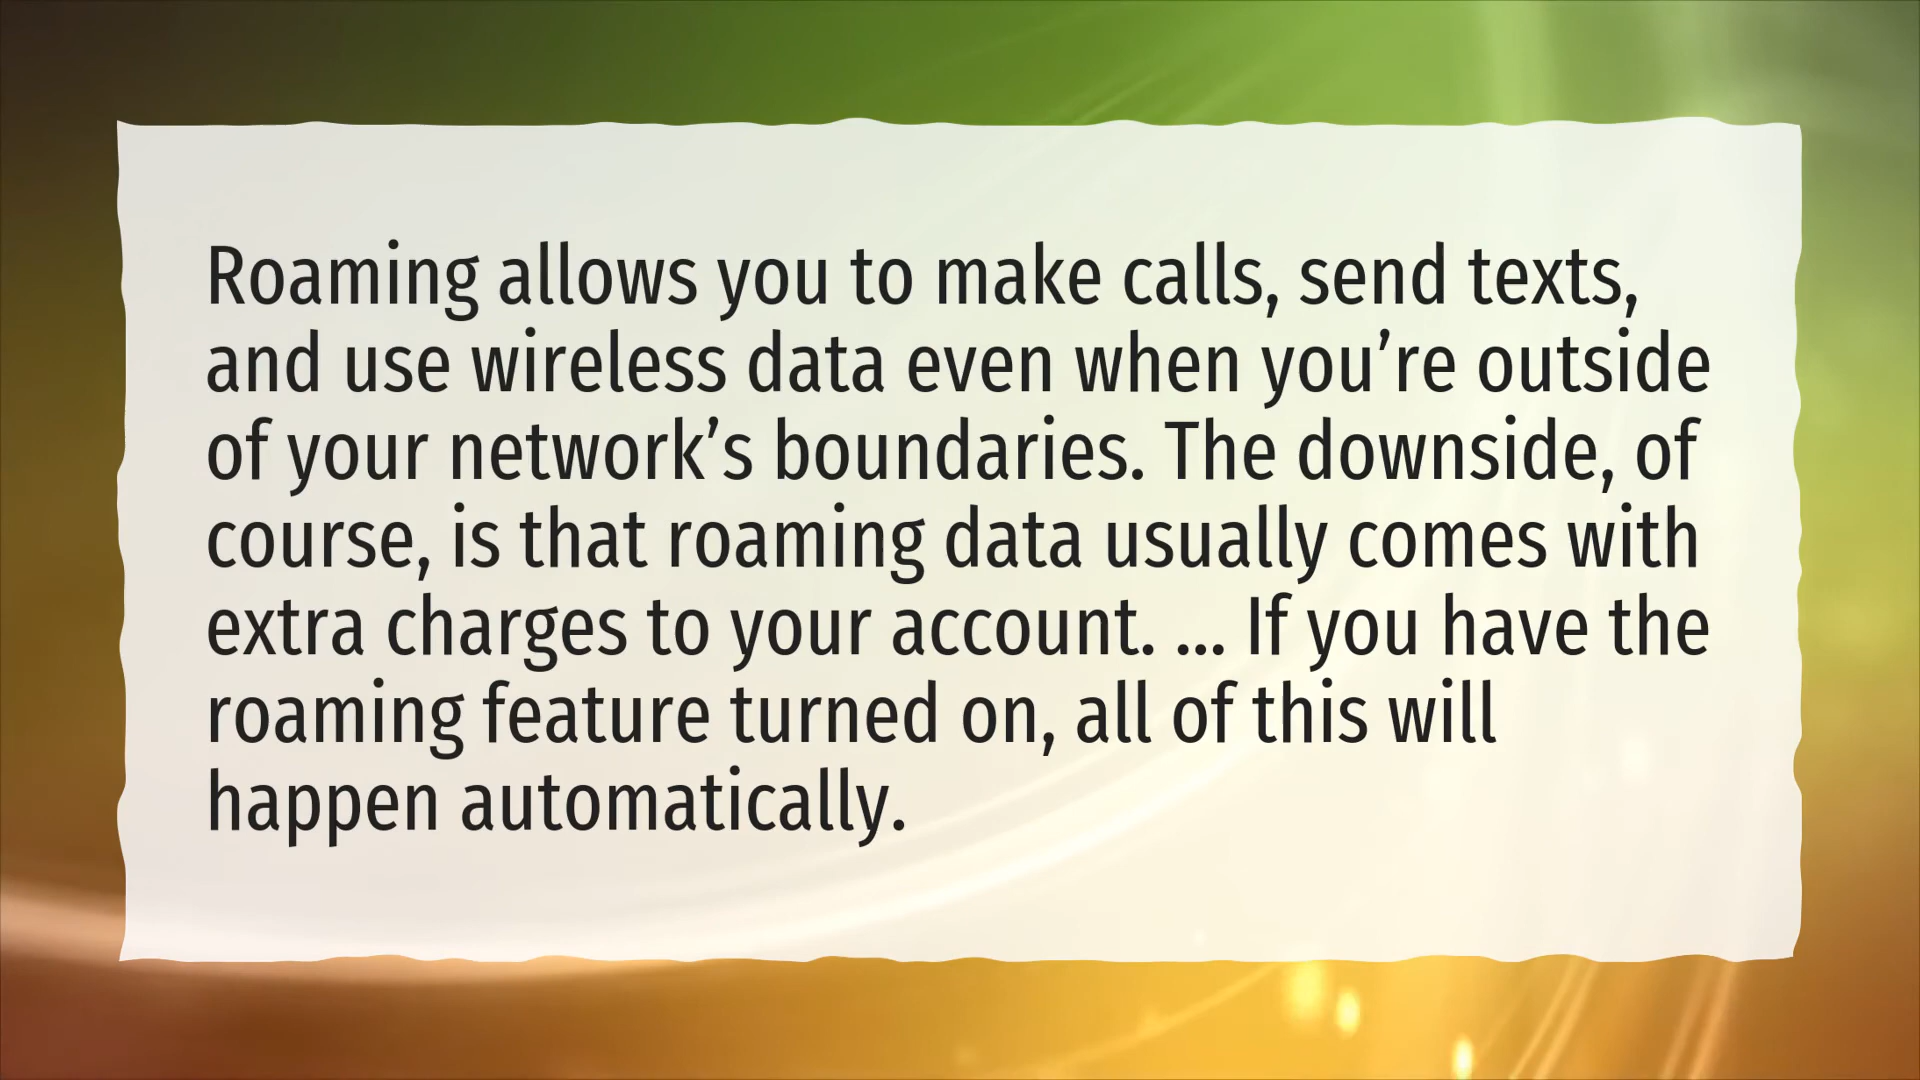 Roaming allows you to make calls, send texts,
and use wireless data even when you’re outside
of your network’s boundaries. The downside, of
course, is that roaming data usually comes with
extra charges to your account. ... If you have the
roaming feature turned on, all of this will
happen automatically.